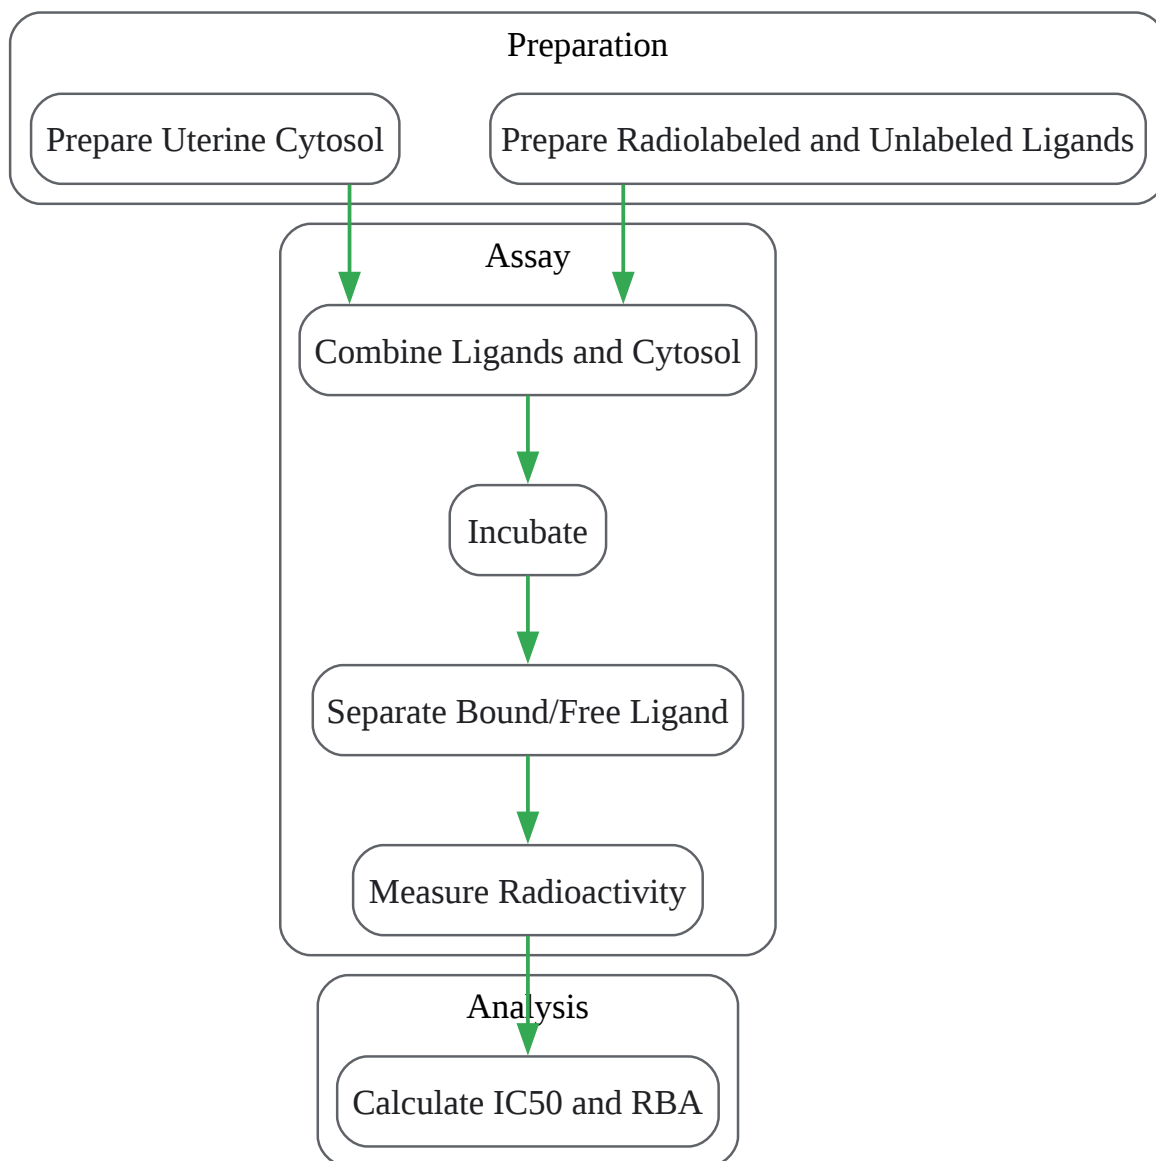 Preparation
Prepare Uterine Cytosol
Prepare Radiolabeled and Unlabeled Ligands
Assay
Combine Ligands and Cytosol
Incubate
Separate Bound/Free Ligand
Measure Radioactivity
Analysis
Calculate IC50 and RBA